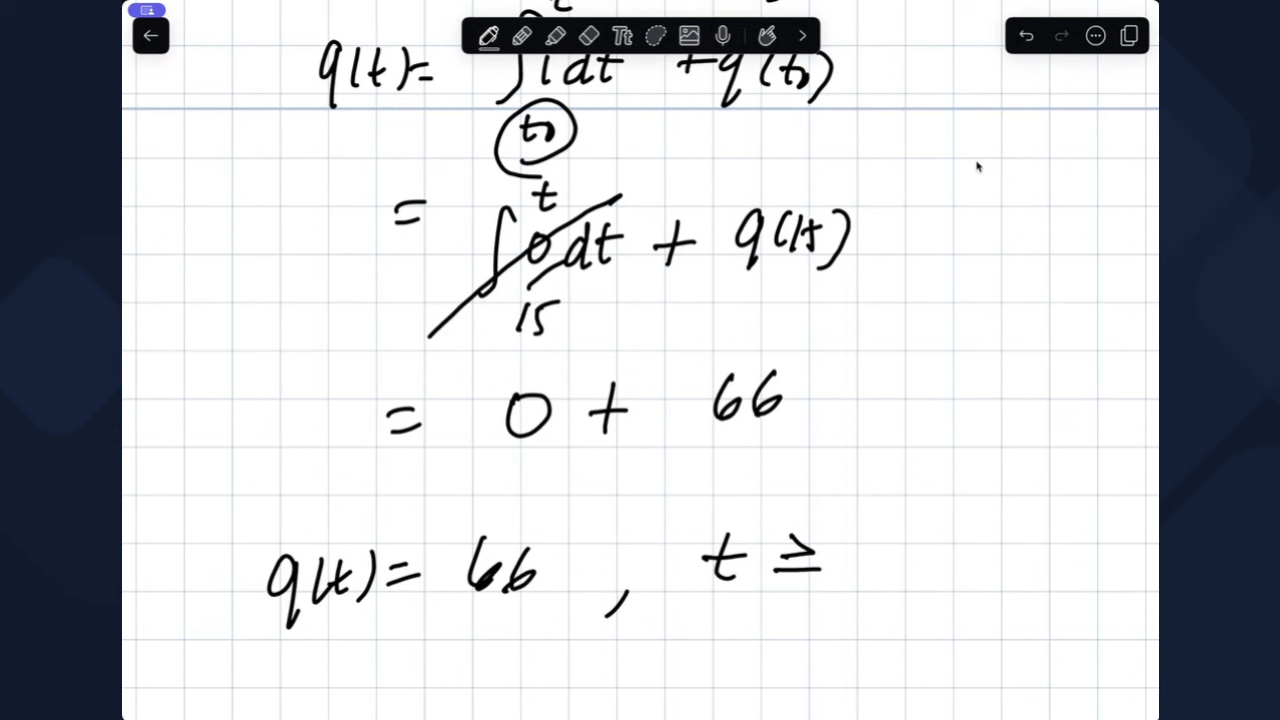 q(t)= ∫ i dt + q(t₀)
t₀
t
= ∫ 0 dt + q(15)
15
= 0 + 66
q(t)= 66 , t ≥